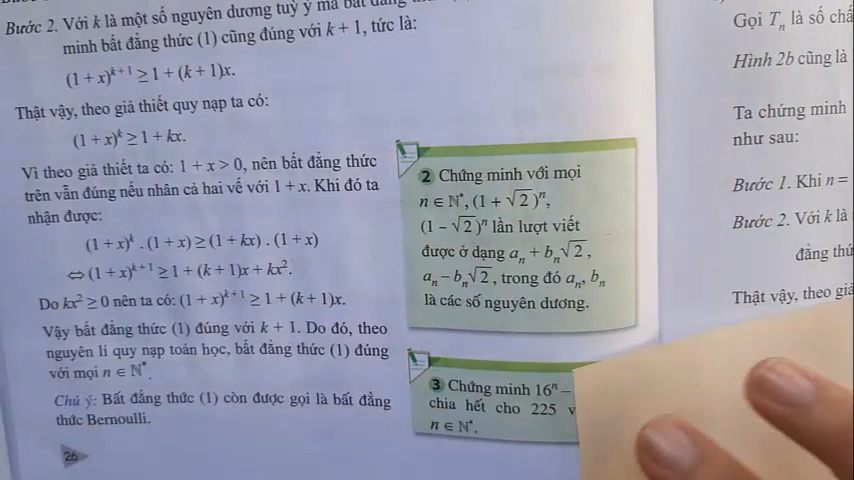 Bước 2. Với k là một số nguyên dương tuỳ ý mà bất đẳng
minh bất đẳng thức (1) cũng đúng với k + 1, tức là:
(1 + x)^{k+1} ≥ 1 + (k + 1)x.
Thật vậy, theo giả thiết quy nạp ta có:
(1 + x)^k ≥ 1 + kx.
Vì theo giả thiết ta có: 1 + x > 0, nên bất đẳng thức
trên vẫn đúng nếu nhân cả hai vế với 1 + x. Khi đó ta
nhận được:
(1 + x)^k . (1 + x) ≥ (1 + kx) . (1 + x)
⇔ (1 + x)^{k+1} ≥ 1 + (k + 1)x + kx².
Do kx² ≥ 0 nên ta có: (1 + x)^{k+1} ≥ 1 + (k + 1)x.
Vậy bất đẳng thức (1) đúng với k + 1. Do đó, theo
nguyên lí quy nạp toán học, bất đẳng thức (1) đúng
với mọi n ∈ ℕ*.
Chú ý: Bất đẳng thức (1) còn được gọi là bất đẳng
thức Bernoulli.
26
2 Chứng minh với mọi
n ∈ ℕ*, (1 + √2)^n,
(1 − √2)^n lần lượt viết
được ở dạng a_n + b_n√2,
a_n − b_n√2, trong đó a_n, b_n
là các số nguyên dương.
3 Chứng minh 16^n −
chia hết cho 225 v
n ∈ ℕ*.
Gọi T_n là số chấ
Hình 2b cũng là
Ta chứng minh
như sau:
Bước 1. Khi n =
Bước 2. Với k là
đẳng thứ
Thật vậy, theo giả